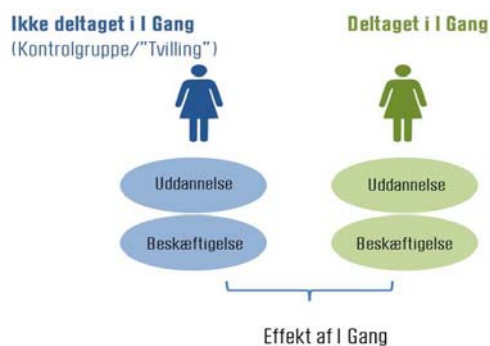 Ikke deltaget i I Gang
(Kontrolgruppe/"Tvilling")
Deltaget i I Gang
Uddannelse
Uddannelse
Beskæftigelse
Beskæftigelse
Effekt af I Gang